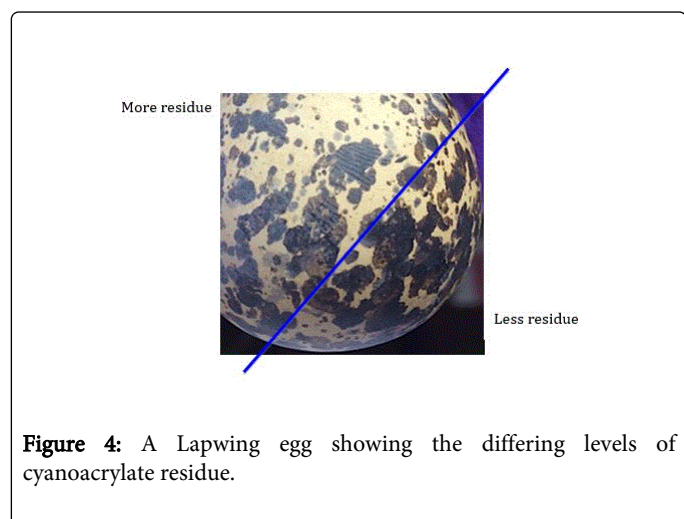 More residue
Less residue
Figure 4: A Lapwing egg showing the differing levels of
cyanoacrylate residue.